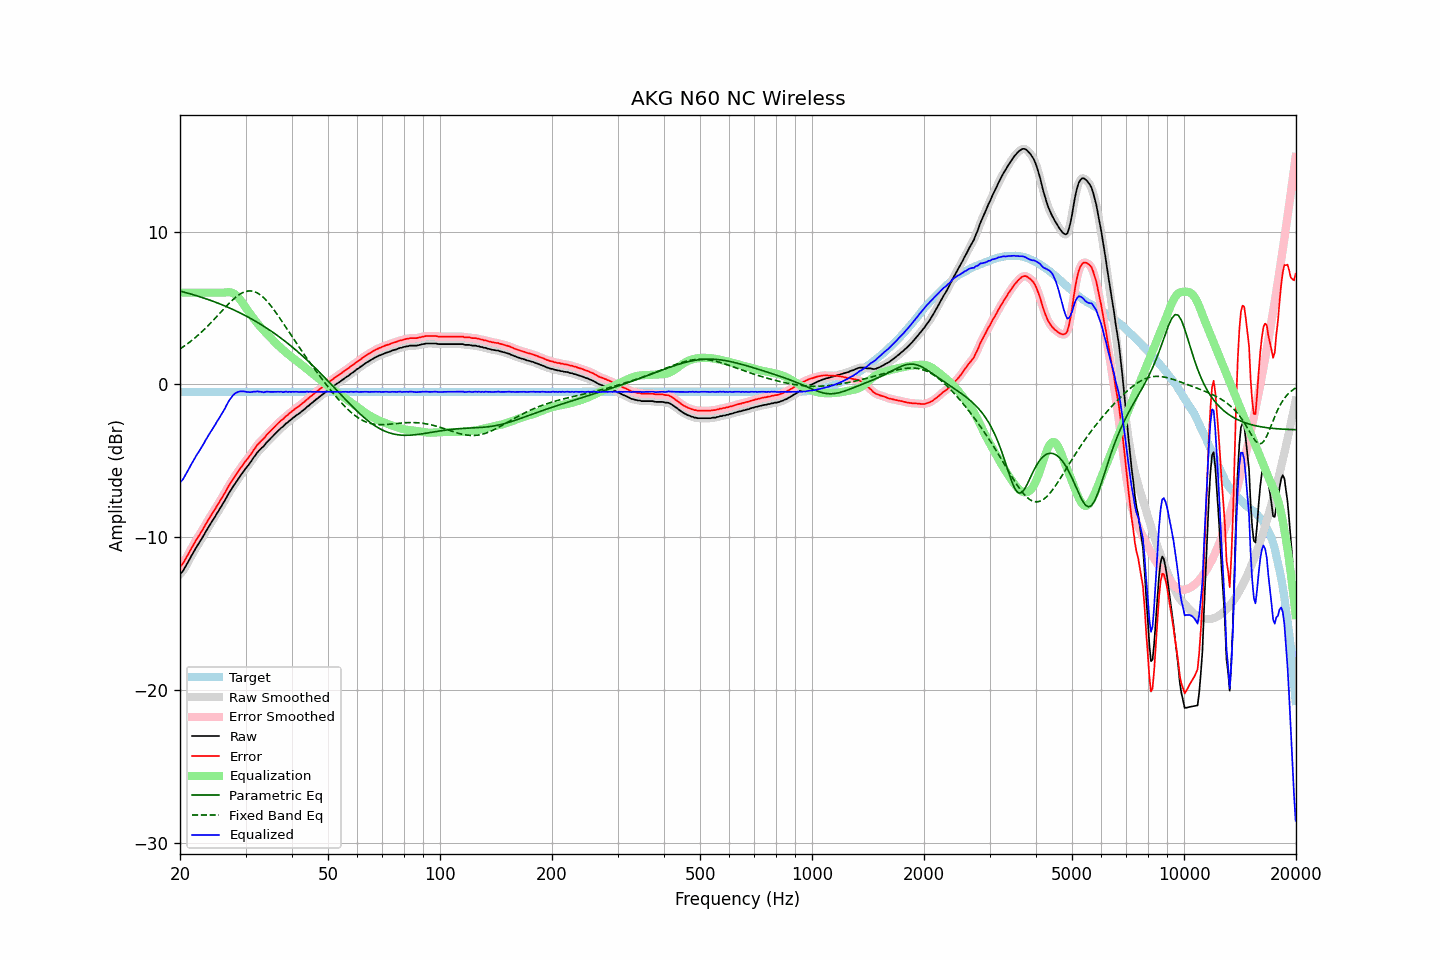 AKG N60 NC Wireless
Amplitude (dBr)
10
0
−10
−20
−30
Target
Raw Smoothed
Error Smoothed
Raw
Error
Equalization
Parametric Eq
Fixed Band Eq
Equalized
20 50 100 200 500 1000 2000 5000 10000 20000
Frequency (Hz)